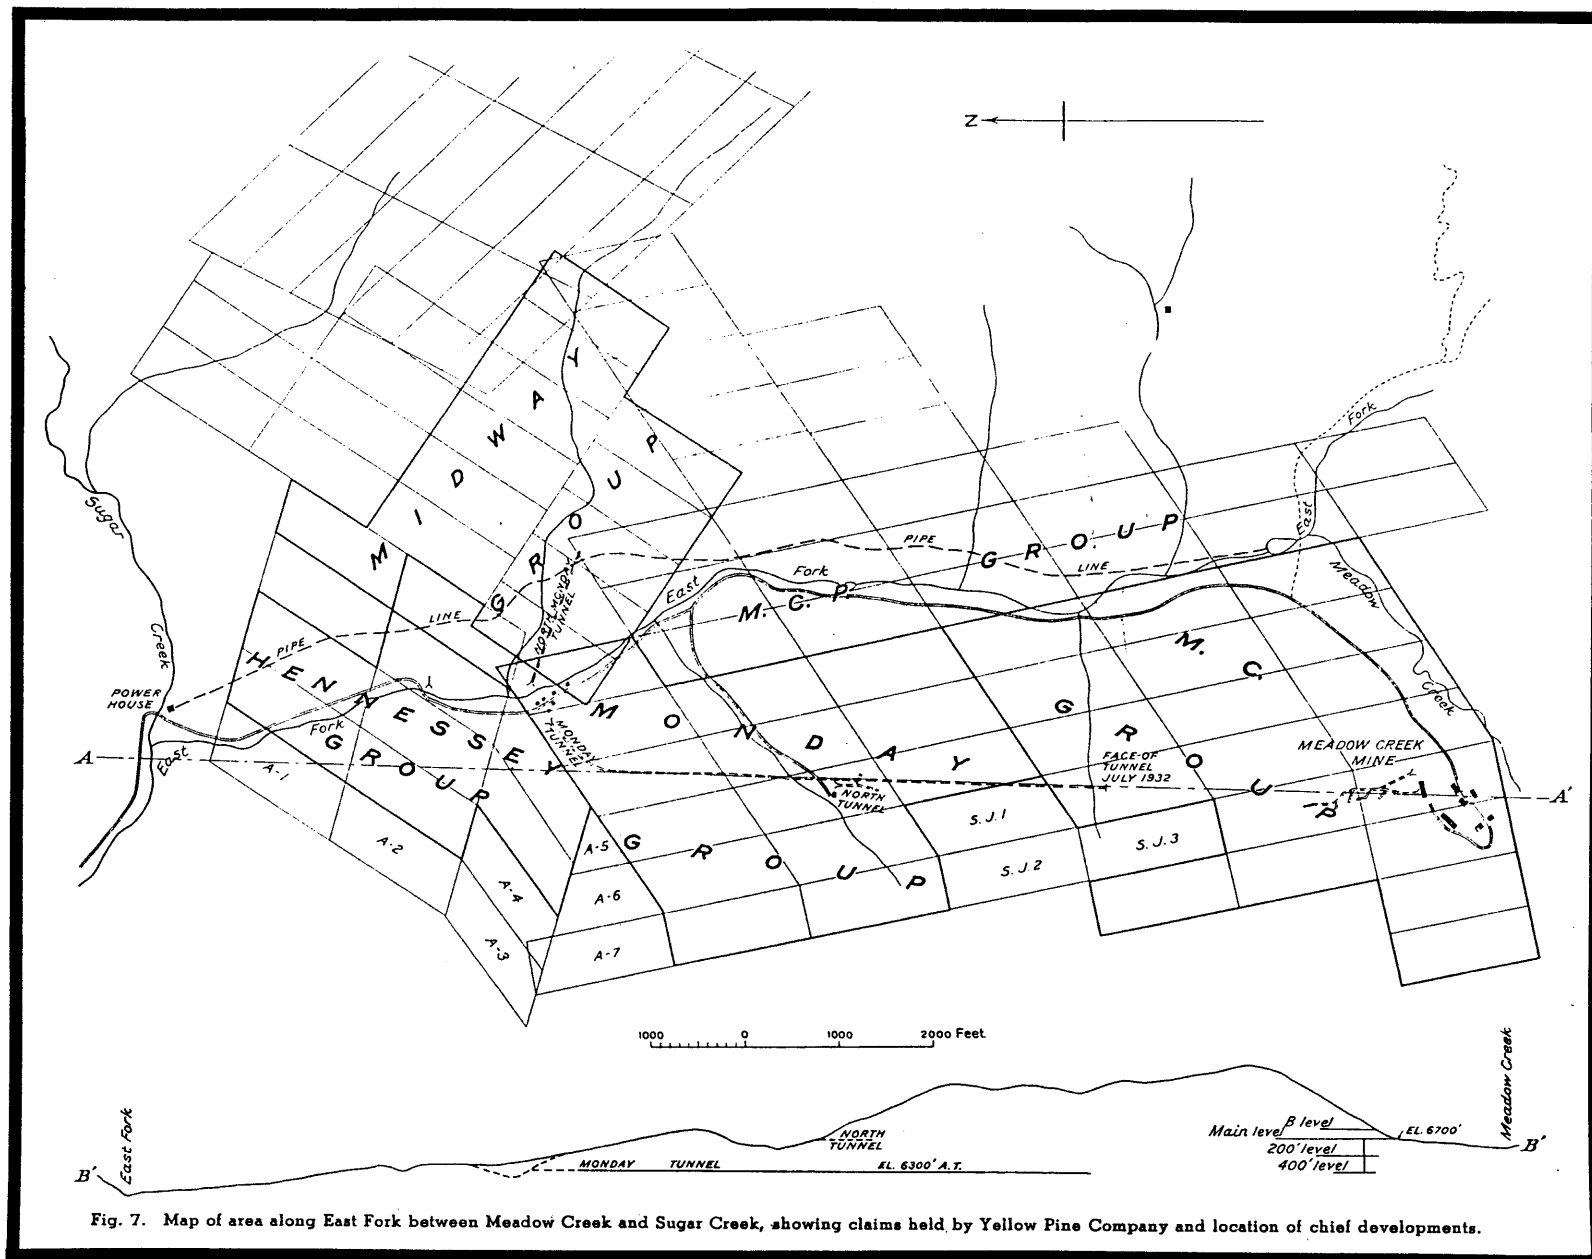 N
MIDWAY
GROUP
Sugar
Creek
PIPE
LINE
PIPE
LINE
NORTH MONDAY
TUNNEL
East
Fork
East
Fork
Meadow
Creek
M. C. P.
GROUP
HENNESSEY
GROUP
POWER
HOUSE
East
Fork
A
MONDAY
TUNNEL
MONDAY
GROUP
NORTH
TUNNEL
M. C.
GROUP
FACE OF
TUNNEL
JULY 1932
MEADOW CREEK
MINE
A'
A-1
A-2
A-3
A-4
A-5
A-6
A-7
S. J. 1
S. J. 2
S. J. 3
1000 0 1000 2000 Feet
East Fork
Meadow Creek
B'
NORTH
TUNNEL
MONDAY TUNNEL EL. 6300' A.T.
Main level
B level
200' level
400' level
EL. 6700'
B'
Fig. 7. Map of area along East Fork between Meadow Creek and Sugar Creek, showing claims held by Yellow Pine Company and location of chief developments.